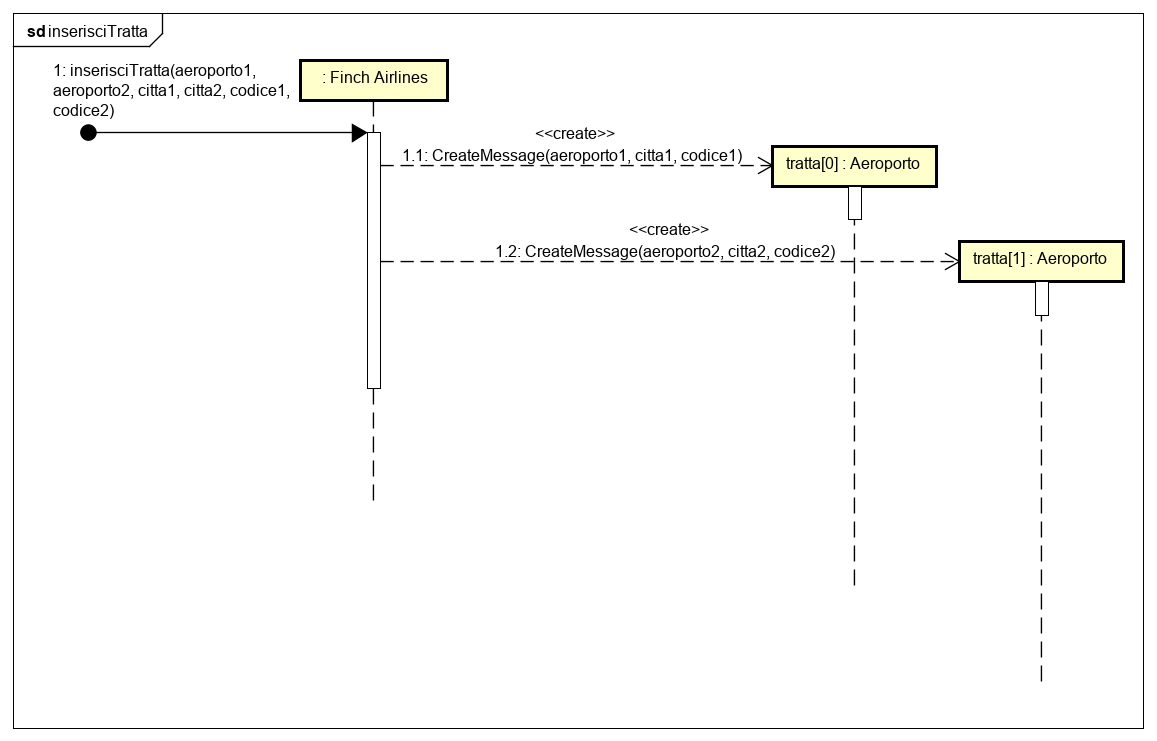 sd inserisciTratta
1: inserisciTratta(aeroporto1,
aeroporto2, citta1, citta2, codice1,
codice2)
: Finch Airlines
<<create>>
1.1: CreateMessage(aeroporto1, citta1, codice1)
tratta[0] : Aeroporto
<<create>>
1.2: CreateMessage(aeroporto2, citta2, codice2)
tratta[1] : Aeroporto